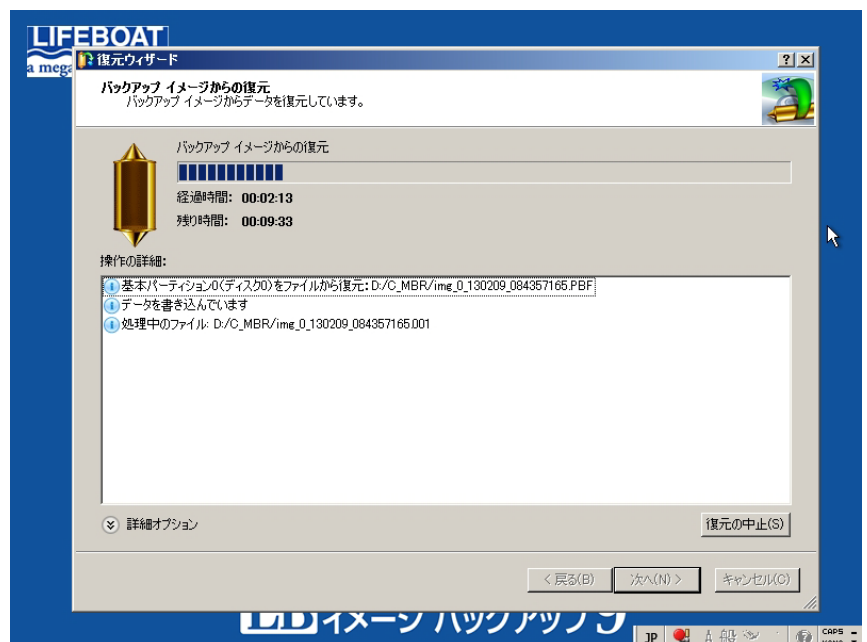 LIFEBOAT
a mega
復元ウィザード
バックアップ イメージからの復元
バックアップ イメージからデータを復元しています。
バックアップ イメージからの復元
経過時間: 00:02:13
残り時間: 00:09:33
操作の詳細:
基本パーティション0(ディスク0)をファイルから復元: D:/C_MBR/img_0_130209_084357165.PBF
データを書き込んでいます
処理中のファイル: D:/C_MBR/img_0_130209_084357165.001
詳細オプション
復元の中止(S)
< 戻る(B)
次へ(N) >
キャンセル(C)
LB イメージ バックアップ 9
JP
A 般
CAPS